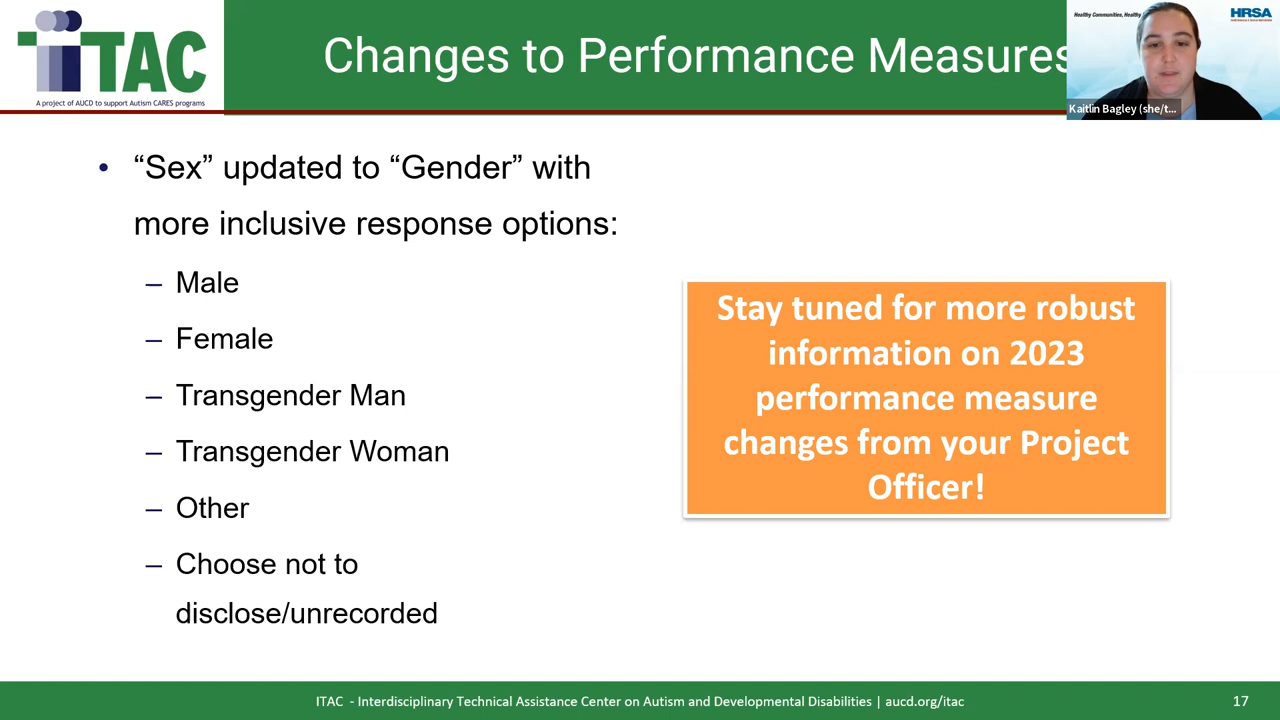 iTAC
A project of AUCD to support Autism CARES programs
Changes to Performance Measures
Healthy Communities, Healthy
HRSA
Kaitlin Bagley (she/t...
• “Sex” updated to “Gender” with
more inclusive response options:
– Male
– Female
– Transgender Man
– Transgender Woman
– Other
– Choose not to
disclose/unrecorded
Stay tuned for more robust
information on 2023
performance measure
changes from your Project
Officer!
ITAC - Interdisciplinary Technical Assistance Center on Autism and Developmental Disabilities | aucd.org/itac
17